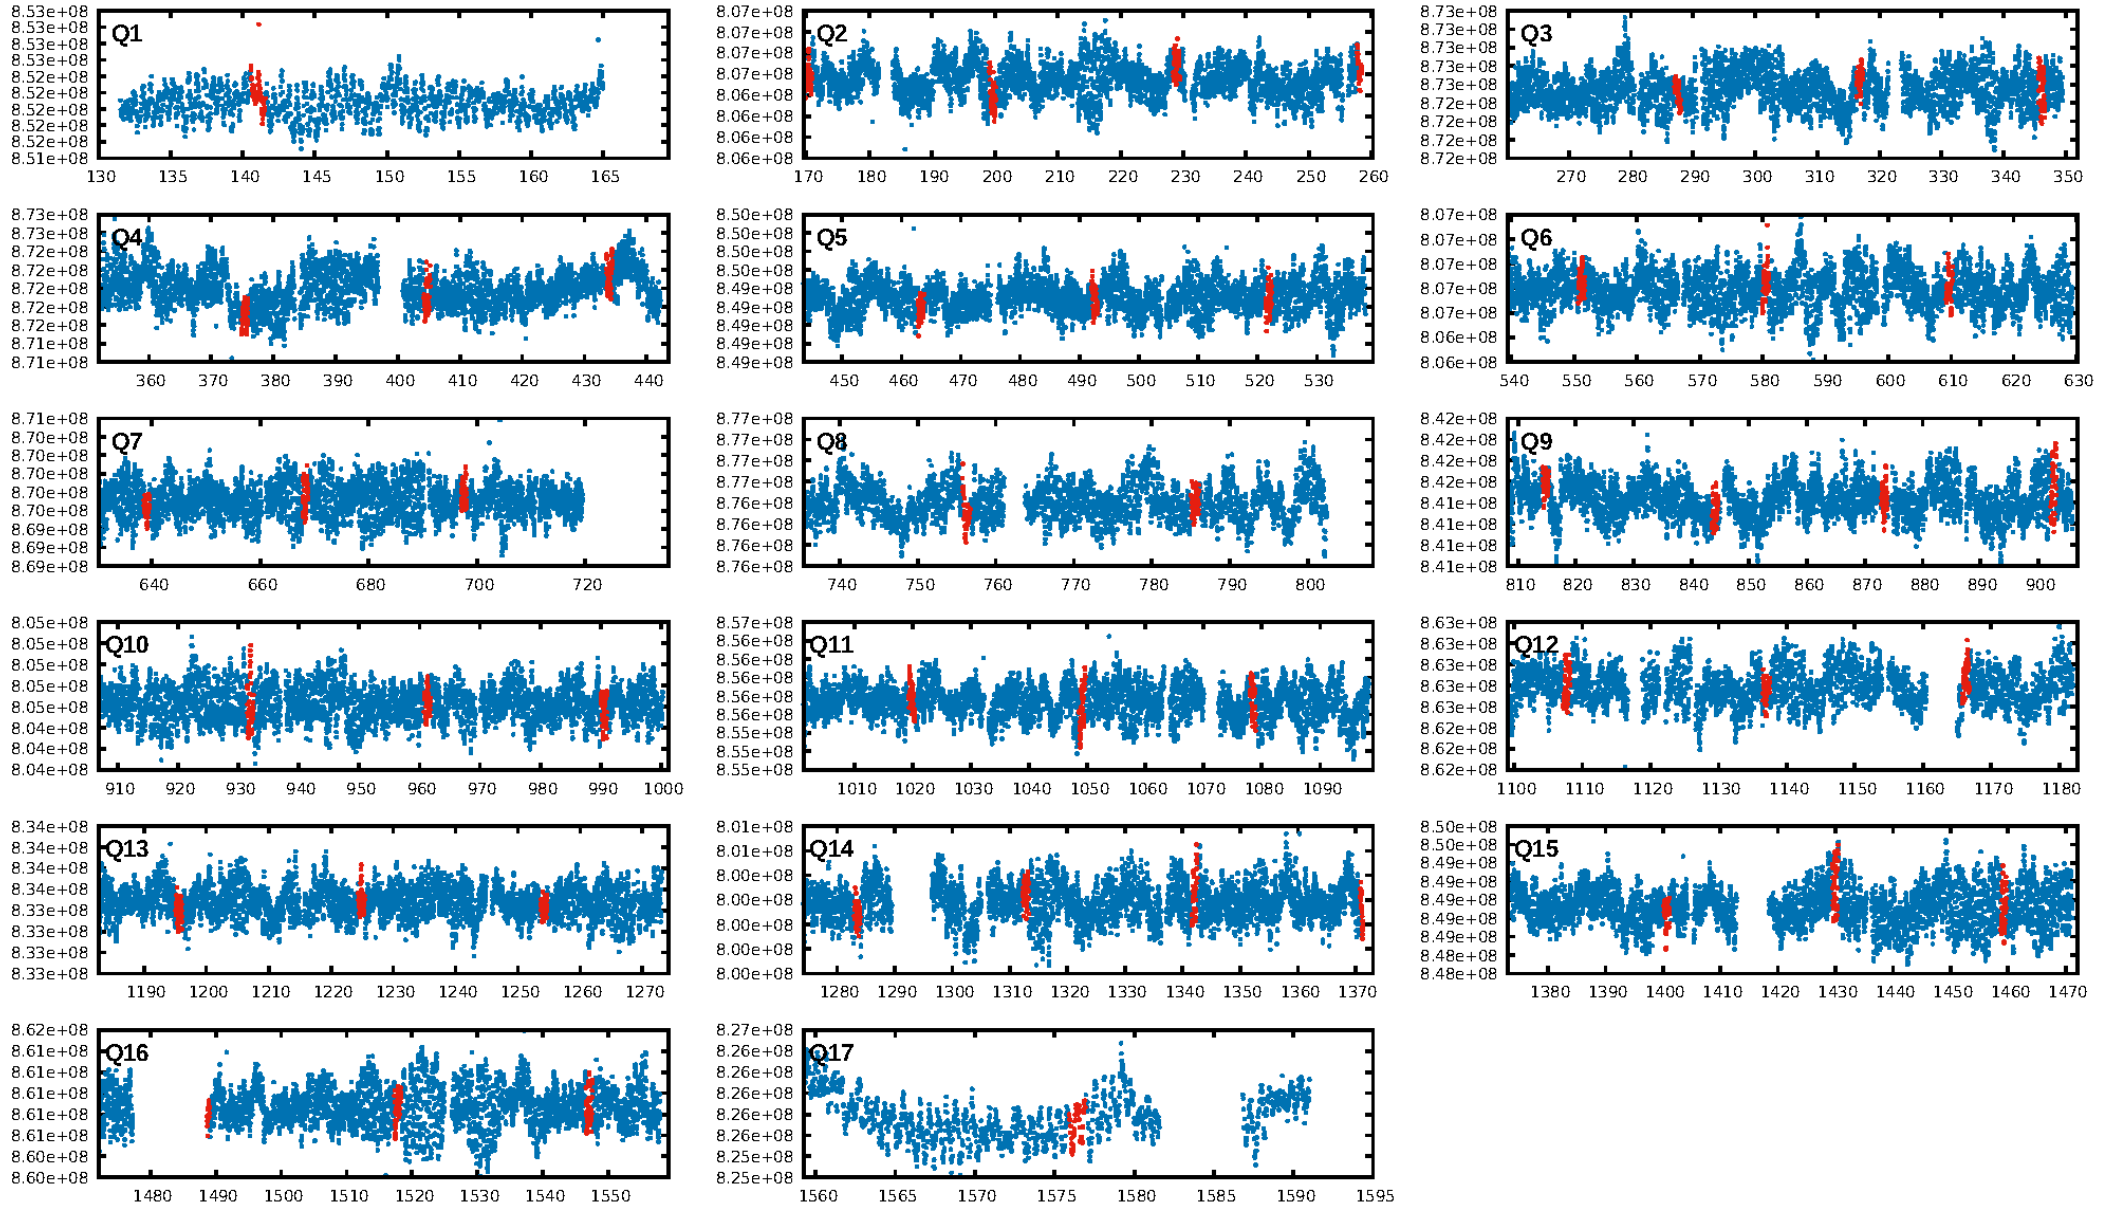 8.53e+08 8.53e+08 8.53e+08 8.53e+08 8.52e+08 8.52e+08 8.52e+08 8.52e+08 8.52e+08 8.51e+08
Q1
130 135 140 145 150 155 160 165
8.07e+08 8.07e+08 8.07e+08 8.07e+08 8.06e+08 8.06e+08 8.06e+08 8.06e+08
Q2
170 180 190 200 210 220 230 240 250 260
8.73e+08 8.73e+08 8.73e+08 8.73e+08 8.73e+08 8.72e+08 8.72e+08 8.72e+08 8.72e+08
Q3
270 280 290 300 310 320 330 340 350
8.73e+08 8.73e+08 8.72e+08 8.72e+08 8.72e+08 8.72e+08 8.72e+08 8.71e+08 8.71e+08
Q4
360 370 380 390 400 410 420 430 440
8.50e+08 8.50e+08 8.50e+08 8.50e+08 8.49e+08 8.49e+08 8.49e+08 8.49e+08 8.49e+08
Q5
450 460 470 480 490 500 510 520 530
8.07e+08 8.07e+08 8.07e+08 8.07e+08 8.07e+08 8.06e+08 8.06e+08
Q6
540 550 560 570 580 590 600 610 620 630
8.71e+08 8.70e+08 8.70e+08 8.70e+08 8.70e+08 8.70e+08 8.69e+08 8.69e+08 8.69e+08
Q7
640 660 680 700 720
8.77e+08 8.77e+08 8.77e+08 8.77e+08 8.76e+08 8.76e+08 8.76e+08 8.76e+08
Q8
740 750 760 770 780 790 800
8.42e+08 8.42e+08 8.42e+08 8.42e+08 8.41e+08 8.41e+08 8.41e+08 8.41e+08
Q9
810 820 830 840 850 860 870 880 890 900
8.05e+08 8.05e+08 8.05e+08 8.05e+08 8.05e+08 8.04e+08 8.04e+08 8.04e+08
Q10
910 920 930 940 950 960 970 980 990 1000
8.57e+08 8.56e+08 8.56e+08 8.56e+08 8.56e+08 8.56e+08 8.55e+08 8.55e+08 8.55e+08
Q11
1010 1020 1030 1040 1050 1060 1070 1080 1090
8.63e+08 8.63e+08 8.63e+08 8.63e+08 8.63e+08 8.62e+08 8.62e+08 8.62e+08
Q12
1100 1110 1120 1130 1140 1150 1160 1170 1180
8.34e+08 8.34e+08 8.34e+08 8.34e+08 8.33e+08 8.33e+08 8.33e+08 8.33e+08
Q13
1190 1200 1210 1220 1230 1240 1250 1260 1270
8.01e+08 8.01e+08 8.00e+08 8.00e+08 8.00e+08 8.00e+08 8.00e+08
Q14
1280 1290 1300 1310 1320 1330 1340 1350 1360 1370
8.50e+08 8.50e+08 8.49e+08 8.49e+08 8.49e+08 8.49e+08 8.49e+08 8.48e+08 8.48e+08
Q15
1380 1390 1400 1410 1420 1430 1440 1450 1460 1470
8.62e+08 8.61e+08 8.61e+08 8.61e+08 8.61e+08 8.61e+08 8.60e+08 8.60e+08
Q16
1480 1490 1500 1510 1520 1530 1540 1550
8.27e+08 8.26e+08 8.26e+08 8.26e+08 8.26e+08 8.26e+08 8.25e+08 8.25e+08
Q17
1560 1565 1570 1575 1580 1585 1590 1595